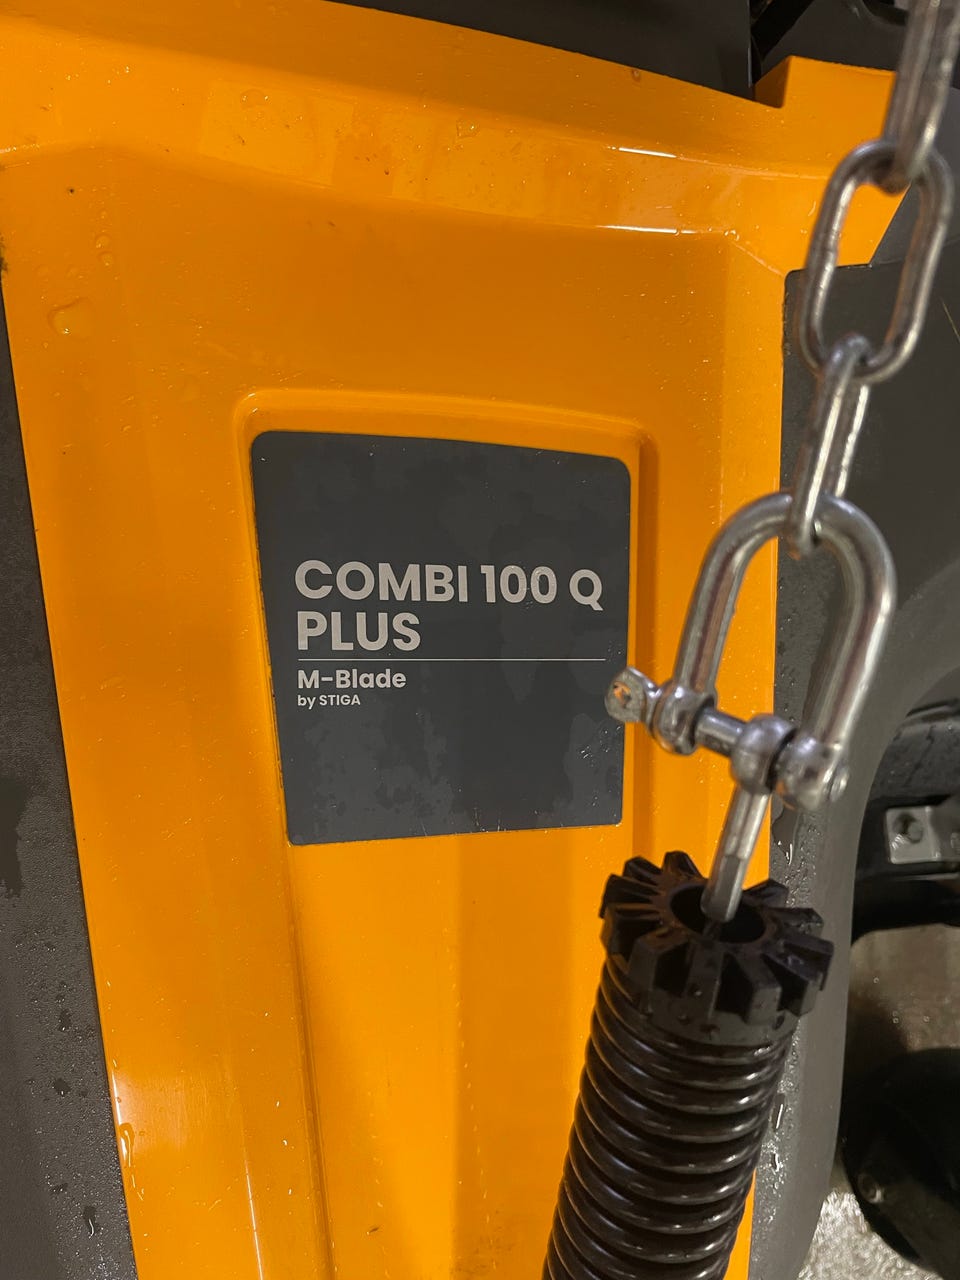 COMBI 100 Q
PLUS
M-Blade
by STIGA